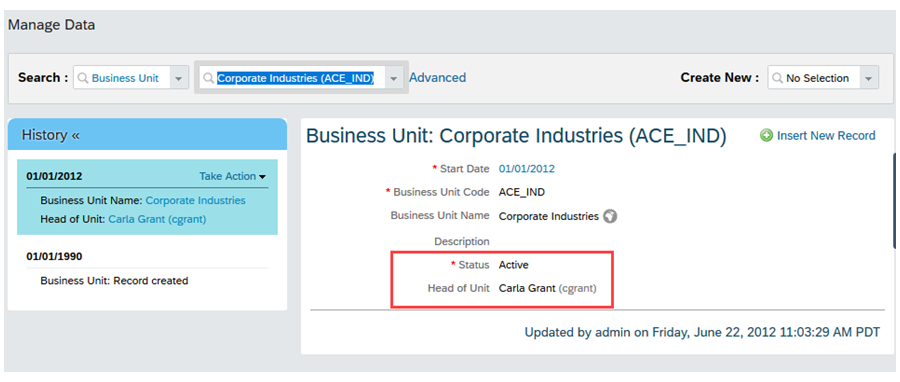 Manage Data
Search : Business Unit Corporate Industries (ACE_IND) Advanced Create New : No Selection
History «
01/01/2012 Take Action
Business Unit Name: Corporate Industries
Head of Unit: Carla Grant (cgrant)
01/01/1990
Business Unit: Record created
Business Unit: Corporate Industries (ACE_IND) Insert New Record
* Start Date 01/01/2012
* Business Unit Code ACE_IND
Business Unit Name Corporate Industries
Description
* Status Active
Head of Unit Carla Grant (cgrant)
Updated by admin on Friday, June 22, 2012 11:03:29 AM PDT